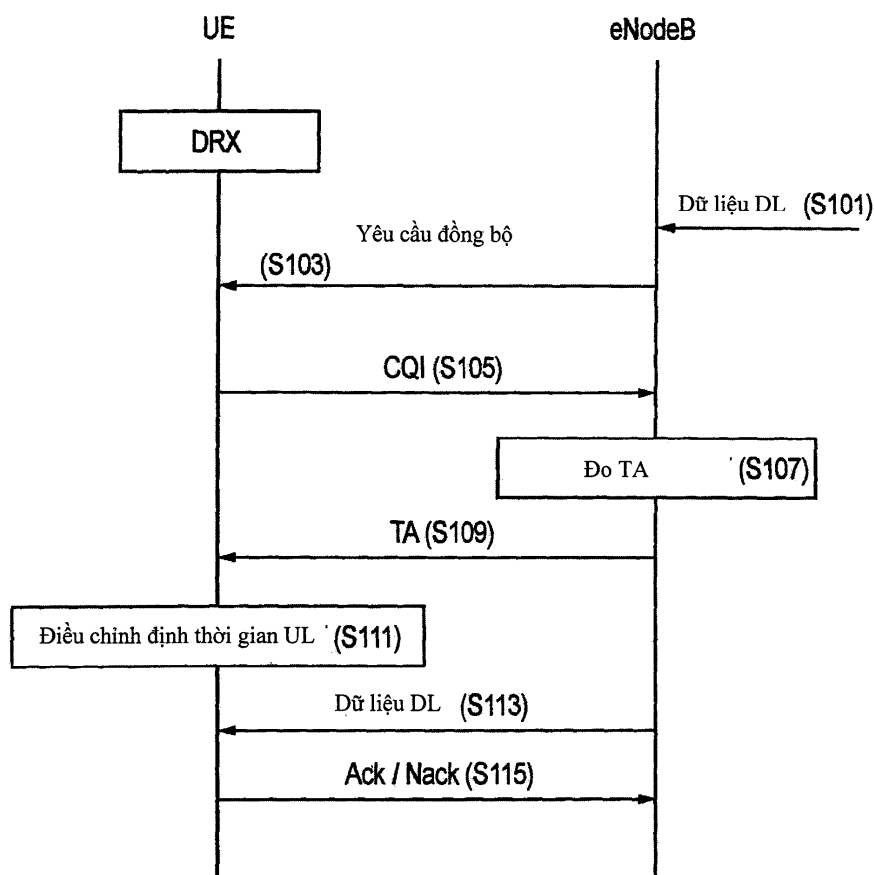 UE
eNodeB
DRX
Dữ liệu DL (S101)
Yêu cầu đồng bộ
(S103)
CQI (S105)
Đo TA (S107)
TA (S109)
Điều chỉnh định thời gian UL (S111)
Dữ liệu DL (S113)
Ack / Nack (S115)